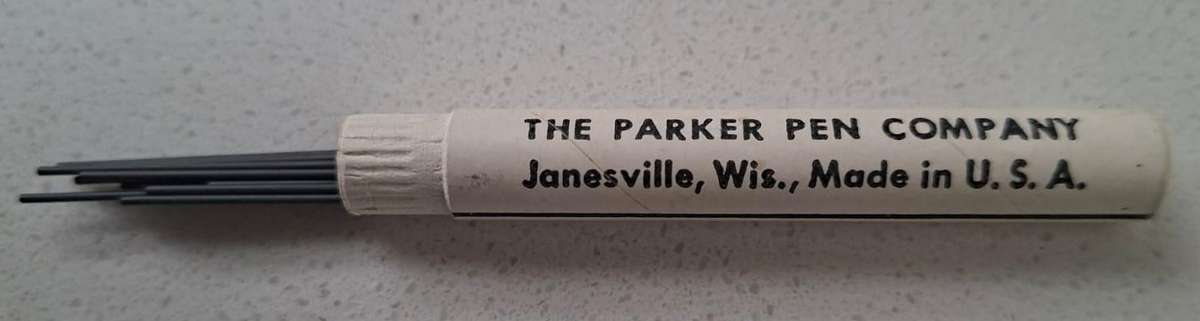 THE PARKER PEN COMPANY
Janesville, Wis., Made in U. S. A.